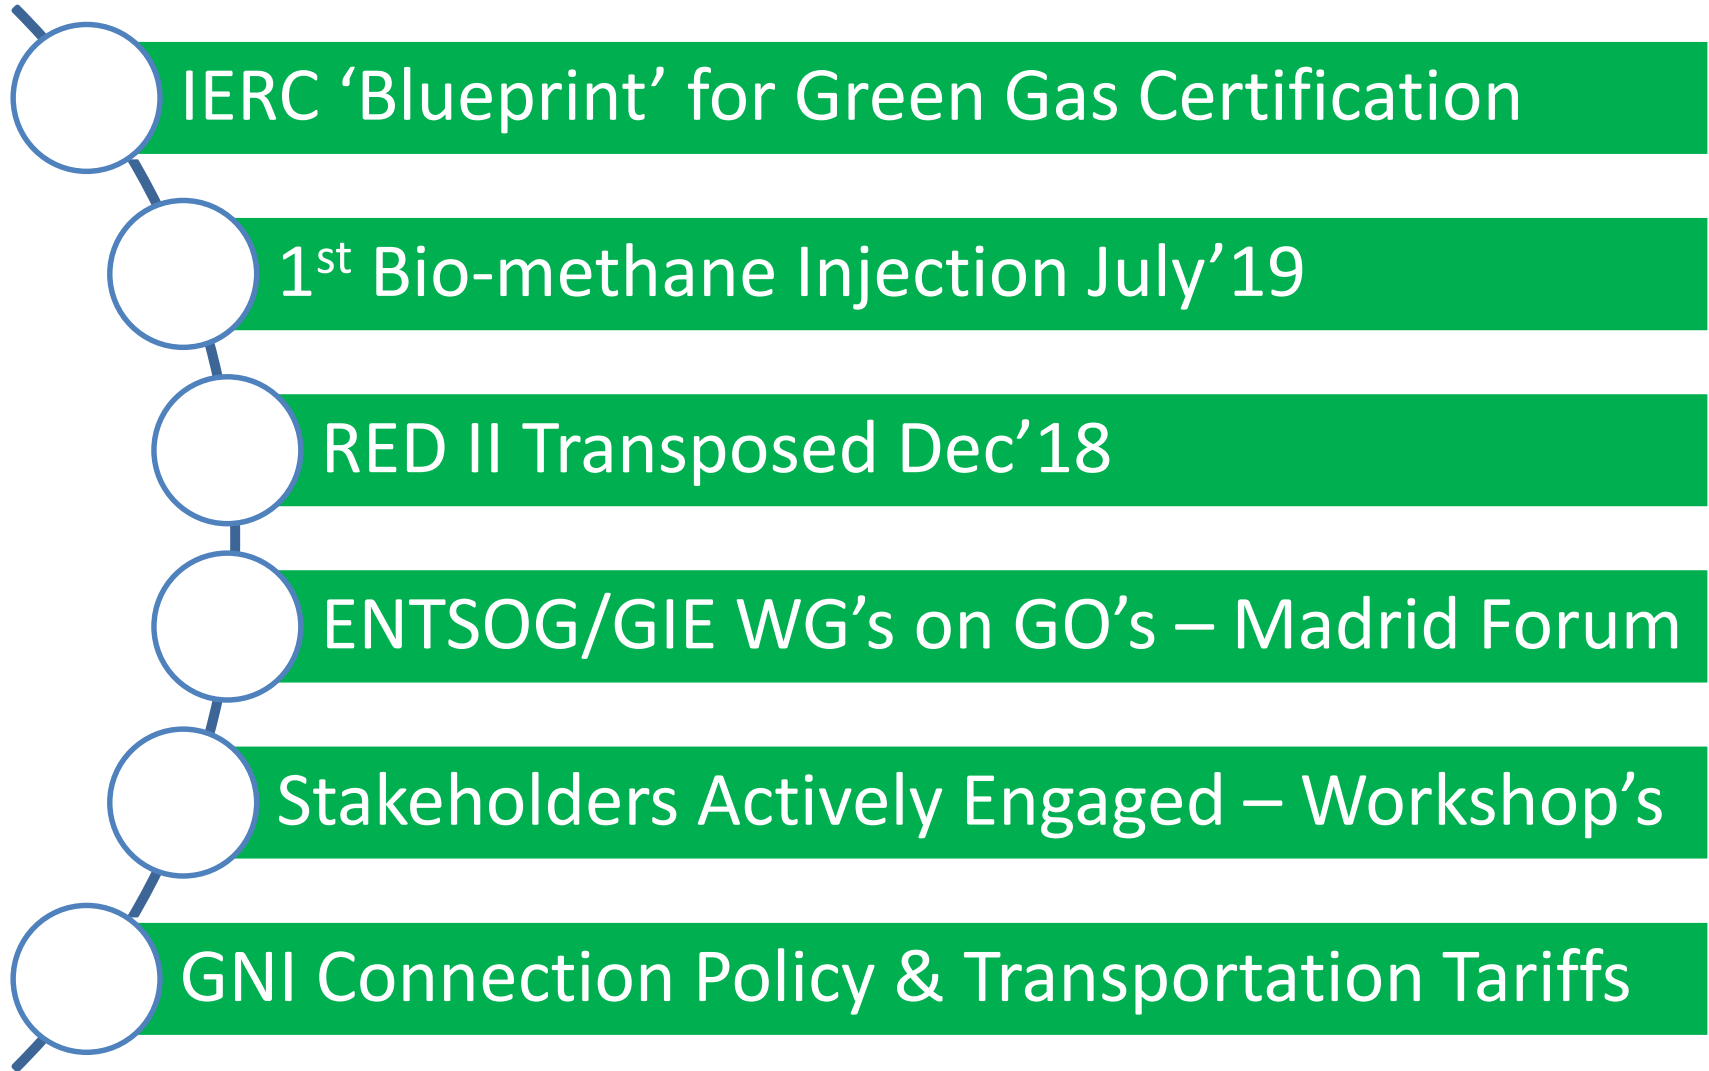 IERC ‘Blueprint’ for Green Gas Certification
1st Bio-methane Injection July’19
RED II Transposed Dec’18
ENTSOG/GIE WG’s on GO’s – Madrid Forum
Stakeholders Actively Engaged – Workshop’s
GNI Connection Policy & Transportation Tariffs